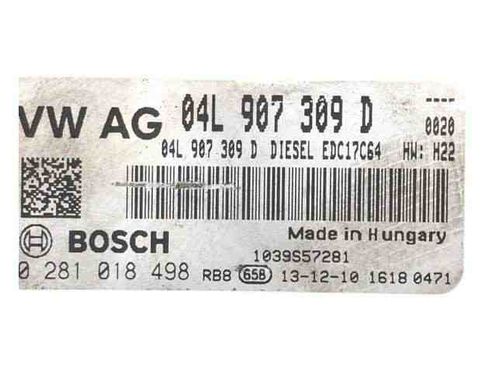 VW AG 04L 907 309 D ----
0020
04L 907 309 D DIESEL EDC17C64 HW: H22
BOSCH Made in Hungary
1039S57281
0 281 018 498 RB8 65B 13-12-10 1618 0471